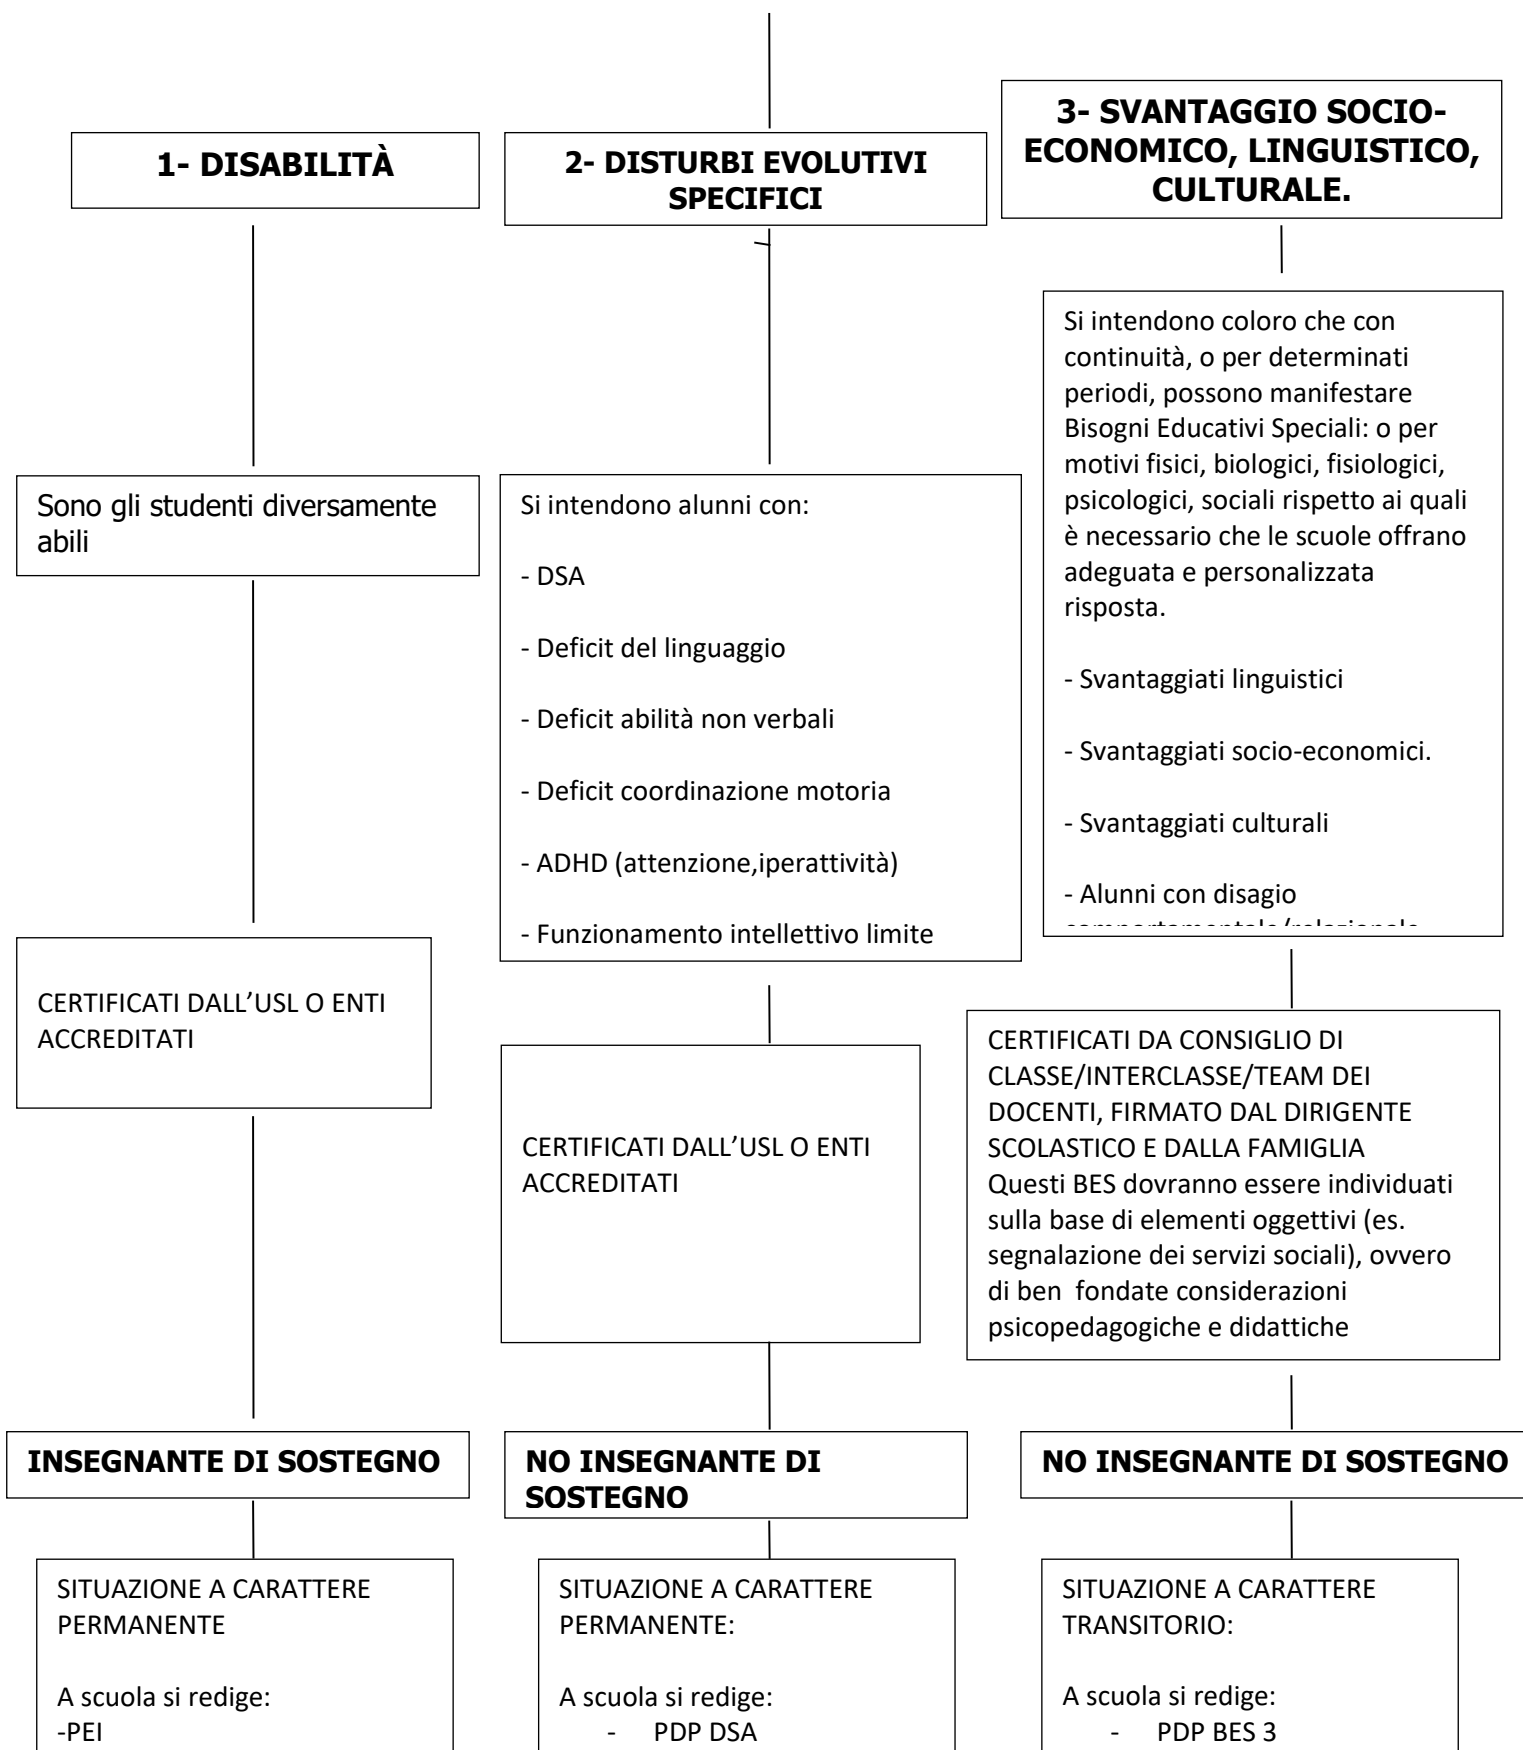 1- DISABILITÀ
Sono gli studenti diversamente
abili
CERTIFICATI DALL’USL O ENTI
ACCREDITATI
INSEGNANTE DI SOSTEGNO
SITUAZIONE A CARATTERE
PERMANENTE
A scuola si redige:
-PEI
2- DISTURBI EVOLUTIVI
SPECIFICI
Si intendono alunni con:
- DSA
- Deficit del linguaggio
- Deficit abilità non verbali
- Deficit coordinazione motoria
- ADHD (attenzione,iperattività)
- Funzionamento intellettivo limite
CERTIFICATI DALL’USL O ENTI
ACCREDITATI
NO INSEGNANTE DI
SOSTEGNO
SITUAZIONE A CARATTERE
PERMANENTE:
A scuola si redige:
- PDP DSA
3- SVANTAGGIO SOCIO-
ECONOMICO, LINGUISTICO,
CULTURALE.
Si intendono coloro che con
continuità, o per determinati
periodi, possono manifestare
Bisogni Educativi Speciali: o per
motivi fisici, biologici, fisiologici,
psicologici, sociali rispetto ai quali
è necessario che le scuole offrano
adeguata e personalizzata
risposta.
- Svantaggiati linguistici
- Svantaggiati socio-economici.
- Svantaggiati culturali
- Alunni con disagio
CERTIFICATI DA CONSIGLIO DI
CLASSE/INTERCLASSE/TEAM DEI
DOCENTI, FIRMATO DAL DIRIGENTE
SCOLASTICO E DALLA FAMIGLIA
Questi BES dovranno essere individuati
sulla base di elementi oggettivi (es.
segnalazione dei servizi sociali), ovvero
di ben  fondate considerazioni
psicopedagogiche e didattiche
NO INSEGNANTE DI SOSTEGNO
SITUAZIONE A CARATTERE
TRANSITORIO:
A scuola si redige:
- PDP BES 3